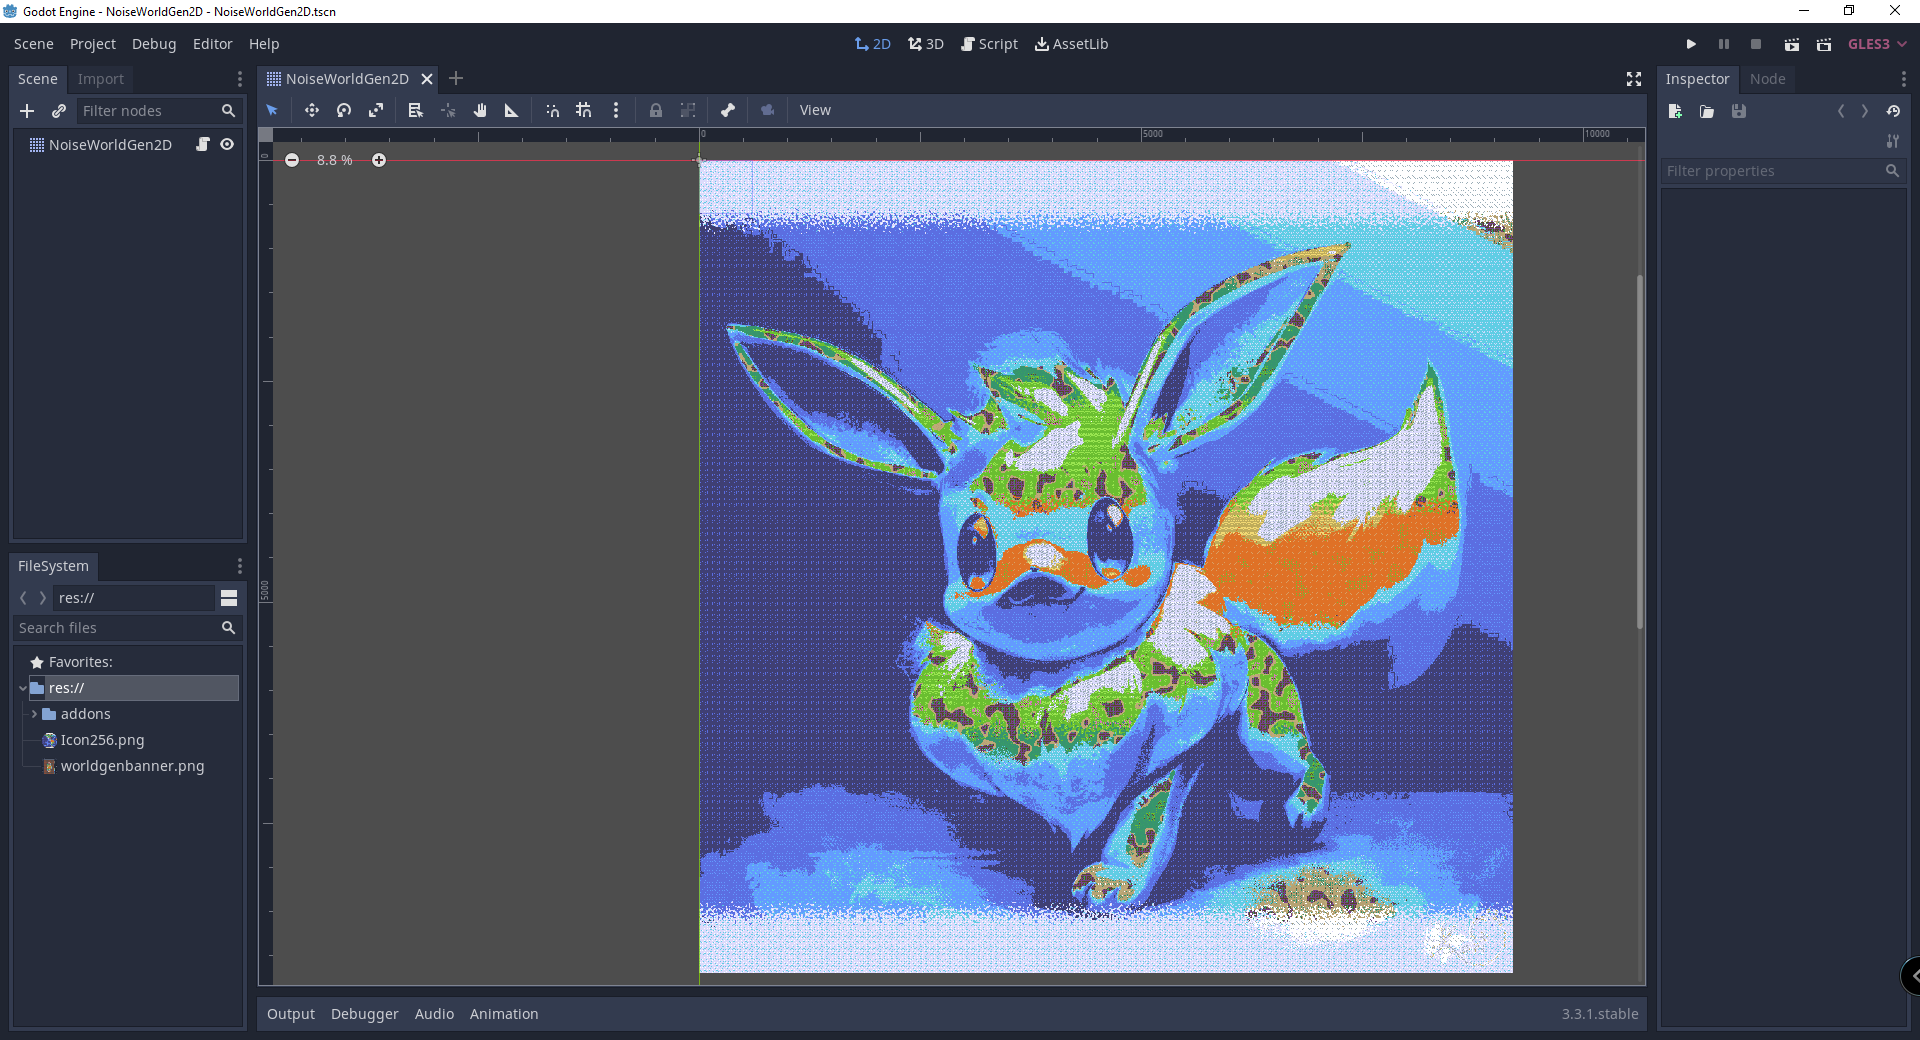 Godot Engine - NoiseWorldGen2D - NoiseWorldGen2D.tscn
Scene Project Debug Editor Help
2D 3D Script AssetLib
GLES3
Scene Import
NoiseWorldGen2D
Inspector Node
Filter nodes
View
NoiseWorldGen2D
0 5000 10000
0
8.8 %
Filter properties
5000
FileSystem
res://
Search files
Favorites:
res://
addons
Icon256.png
worldgenbanner.png
Output Debugger Audio Animation
3.3.1.stable